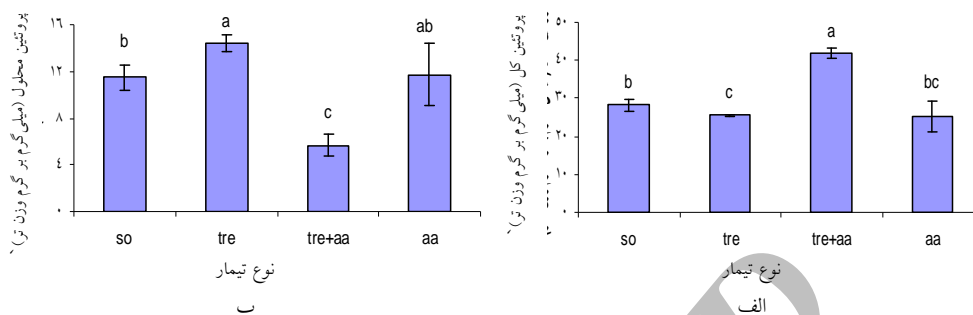 پروتئین کل (میلی گرم بر گرم وزن تر)
۵۰
۴۰
۳۰
۲۰
۱۰
۰
b
c
a
bc
so
tre
tre+aa
aa
نوع تیمار
الف
پروتئین محلول (میلی گرم بر گرم وزن تر)
۱۶
۱۲
۸
۴
۰
b
a
c
ab
so
tre
tre+aa
aa
نوع تیمار
ب